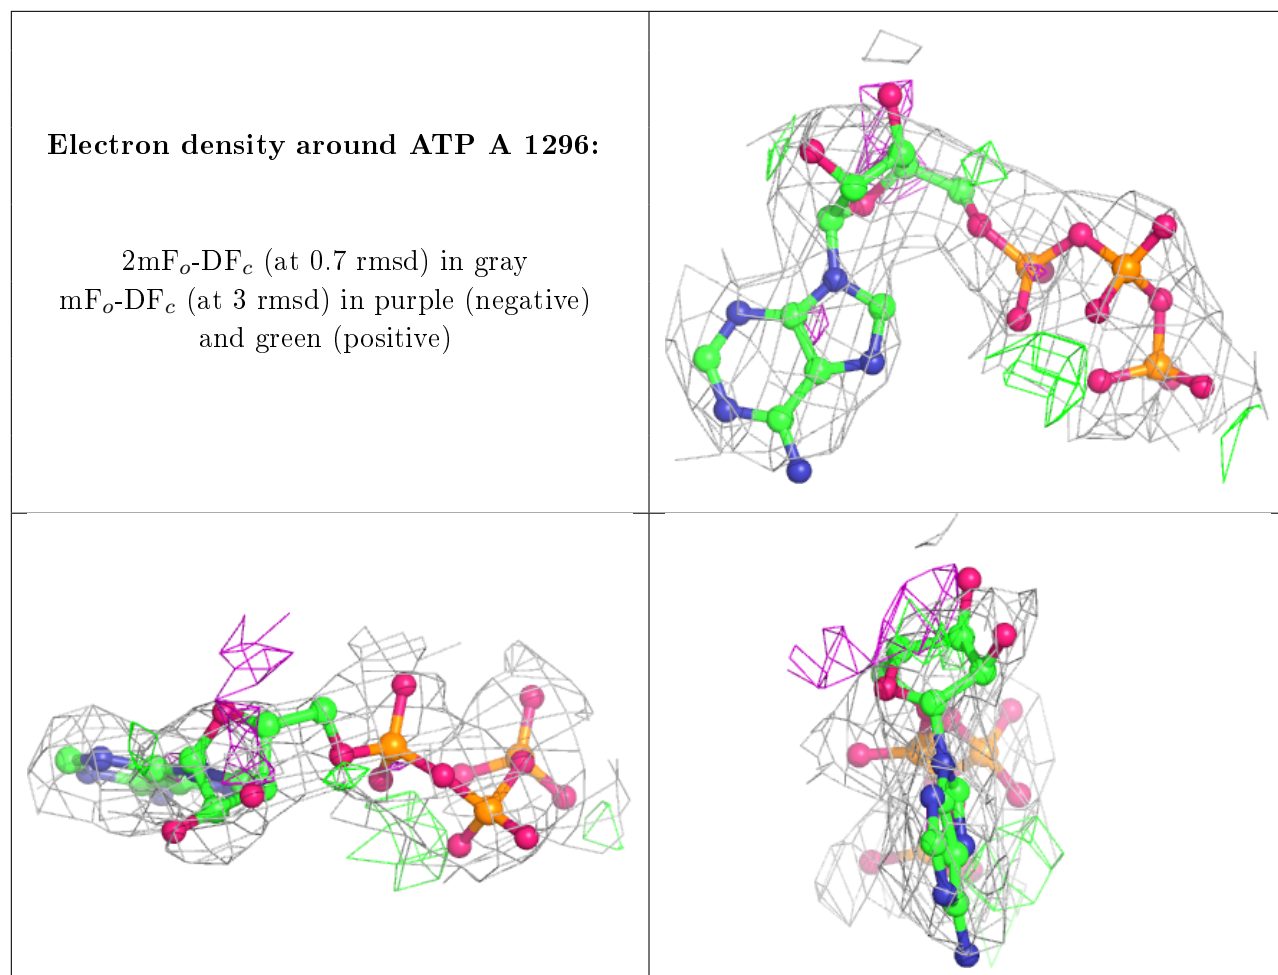 Electron density around ATP A 1296:
2mFo-DFc (at 0.7 rmsd) in gray
mFo-DFc (at 3 rmsd) in purple (negative)
and green (positive)